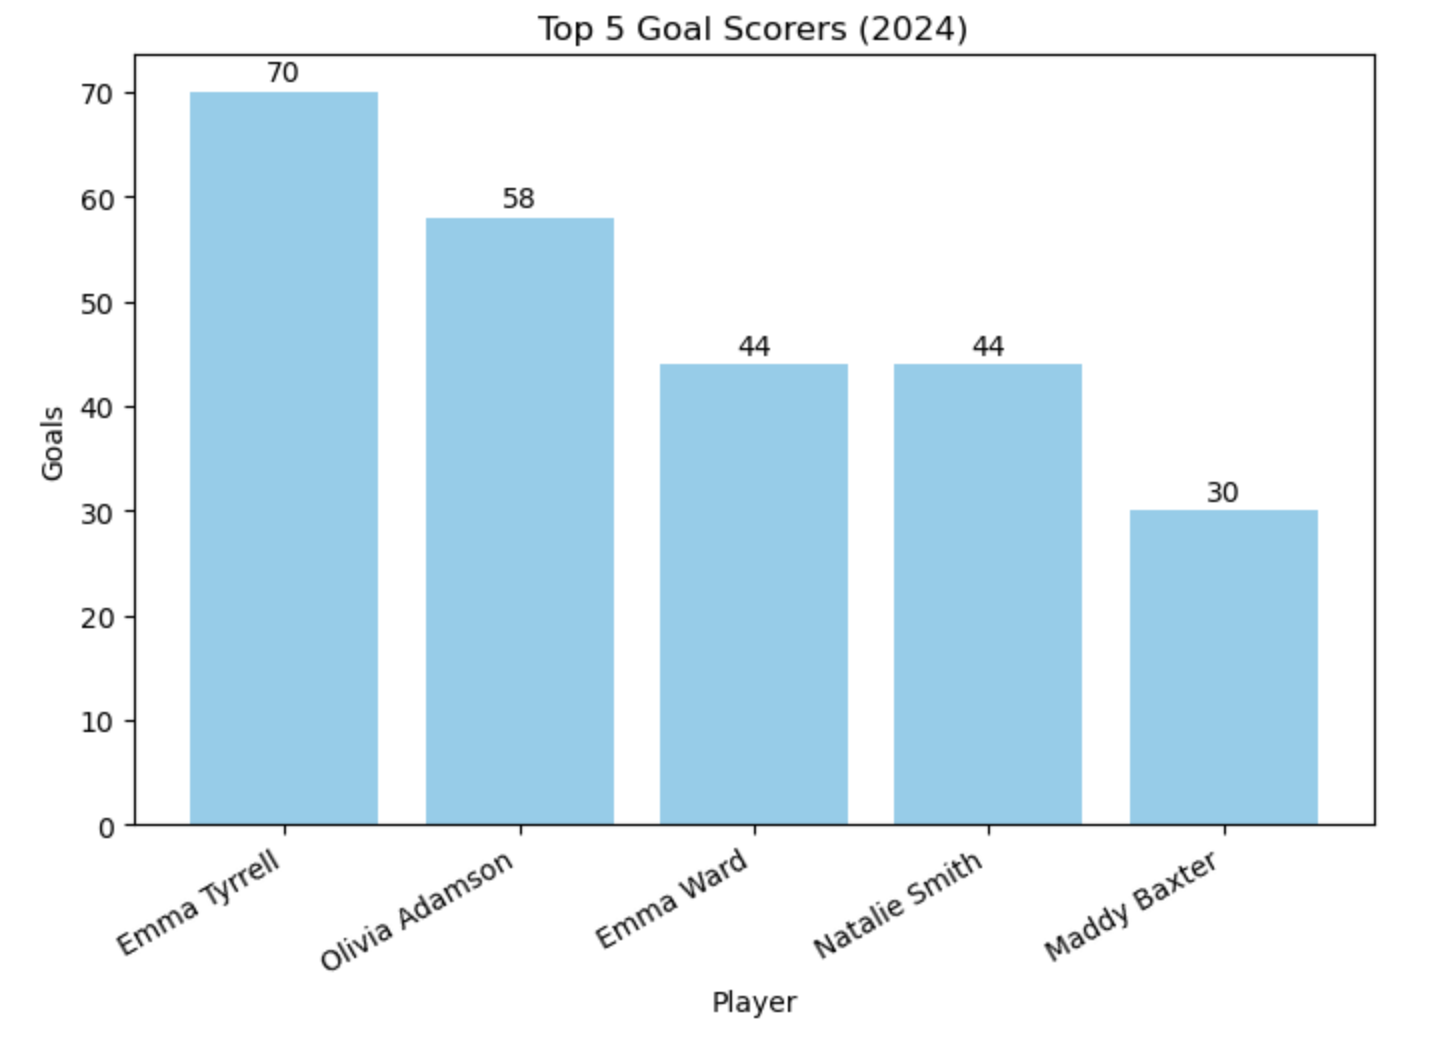 Top 5 Goal Scorers (2024)
70
58
44
44
30
70
60
50
40
30
20
10
0
Goals
Emma Tyrrell
Olivia Adamson
Emma Ward
Natalie Smith
Maddy Baxter
Player